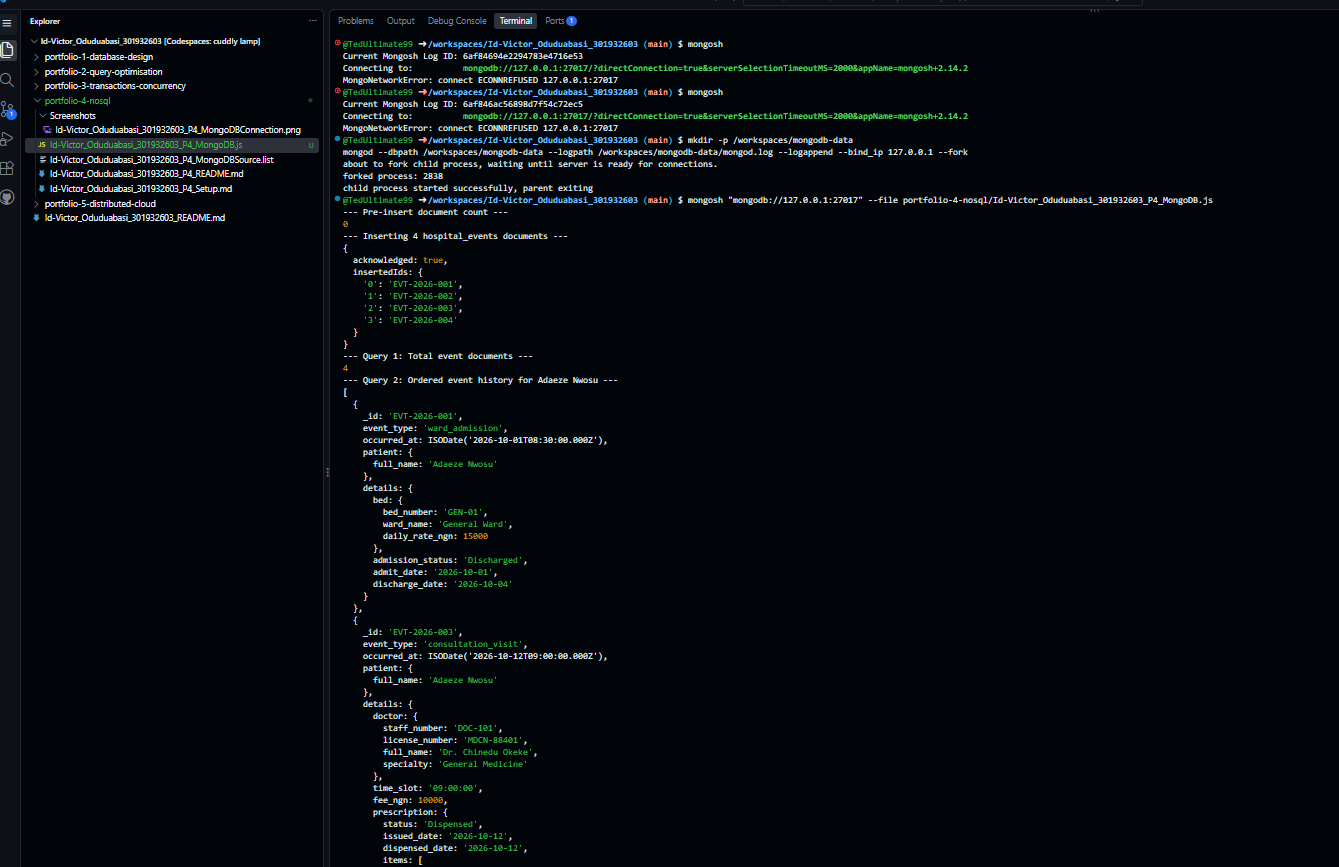 Explorer
...
Id-Victor_Oduduabasi_301932603 [Codespaces: cuddly lamp]
portfolio-1-database-design
portfolio-2-query-optimisation
portfolio-3-transactions-concurrency
portfolio-4-nosql
Screenshots
Id-Victor_Oduduabasi_301932603_P4_MongoDBConnection.png
JS Id-Victor_Oduduabasi_301932603_P4_MongoDB.js U
Id-Victor_Oduduabasi_301932603_P4_MongoDBSource.list
Id-Victor_Oduduabasi_301932603_P4_README.md
Id-Victor_Oduduabasi_301932603_P4_Setup.md
portfolio-5-distributed-cloud
Id-Victor_Oduduabasi_301932603_README.md
1
Problems Output Debug Console Terminal Ports 1
@TedUltimate99 ➜/workspaces/Id-Victor_Oduduabasi_301932603 (main) $ mongosh
Current Mongosh Log ID: 6af84694e2294783e4716e53
Connecting to: mongodb://127.0.0.1:27017/?directConnection=true&serverSelectionTimeoutMS=2000&appName=mongosh+2.14.2
MongoNetworkError: connect ECONNREFUSED 127.0.0.1:27017
@TedUltimate99 ➜/workspaces/Id-Victor_Oduduabasi_301932603 (main) $ mongosh
Current Mongosh Log ID: 6af846ac56898d7f54c72ec5
Connecting to: mongodb://127.0.0.1:27017/?directConnection=true&serverSelectionTimeoutMS=2000&appName=mongosh+2.14.2
MongoNetworkError: connect ECONNREFUSED 127.0.0.1:27017
@TedUltimate99 ➜/workspaces/Id-Victor_Oduduabasi_301932603 (main) $ mkdir -p /workspaces/mongodb-data
mongod --dbpath /workspaces/mongodb-data --logpath /workspaces/mongodb-data/mongod.log --logappend --bind_ip 127.0.0.1 --fork
about to fork child process, waiting until server is ready for connections.
forked process: 2838
child process started successfully, parent exiting
@TedUltimate99 ➜/workspaces/Id-Victor_Oduduabasi_301932603 (main) $ mongosh "mongodb://127.0.0.1:27017" --file portfolio-4-nosql/Id-Victor_Oduduabasi_301932603_P4_MongoDB.js
--- Pre-insert document count ---
0
--- Inserting 4 hospital_events documents ---
{
acknowledged: true,
insertedIds: {
'0': 'EVT-2026-001',
'1': 'EVT-2026-002',
'2': 'EVT-2026-003',
'3': 'EVT-2026-004'
}
}
--- Query 1: Total event documents ---
4
--- Query 2: Ordered event history for Adaeze Nwosu ---
[
{
_id: 'EVT-2026-001',
event_type: 'ward_admission',
occurred_at: ISODate('2026-10-01T08:30:00.000Z'),
patient: {
full_name: 'Adaeze Nwosu'
},
details: {
bed: {
bed_number: 'GEN-01',
ward_name: 'General Ward',
daily_rate_ngn: 15000
},
admission_status: 'Discharged',
admit_date: '2026-10-01',
discharge_date: '2026-10-04'
}
},
{
_id: 'EVT-2026-003',
event_type: 'consultation_visit',
occurred_at: ISODate('2026-10-12T09:00:00.000Z'),
patient: {
full_name: 'Adaeze Nwosu'
},
details: {
doctor: {
staff_number: 'DOC-101',
license_number: 'MDCN-88401',
full_name: 'Dr. Chinedu Okeke',
specialty: 'General Medicine'
},
time_slot: '09:00:00',
fee_ngn: 10000,
prescription: {
status: 'Dispensed',
issued_date: '2026-10-12',
dispensed_date: '2026-10-12',
items: [